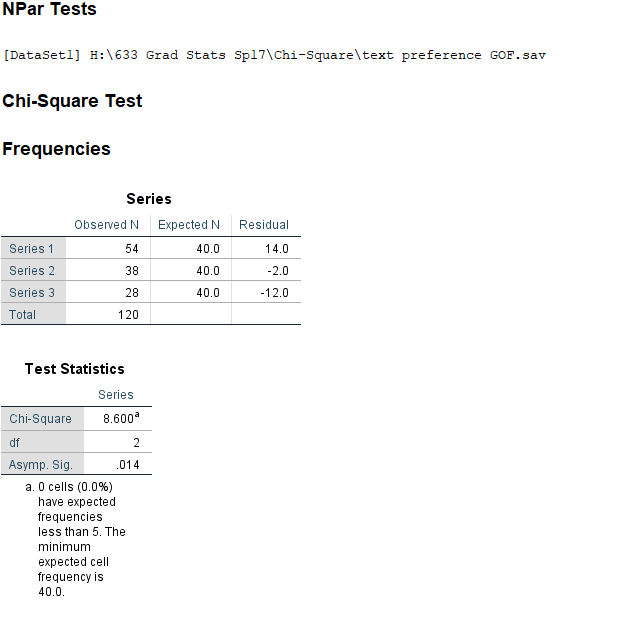 NPar Tests
[DataSet1] H:\633 Grad Stats Sp17\Chi-Square\text preference GOF.sav
Chi-Square Test
Frequencies
Series
Observed N Expected N Residual
Series 1 54 40.0 14.0
Series 2 38 40.0 -2.0
Series 3 28 40.0 -12.0
Total 120
Test Statistics
Series
Chi-Square 8.600a
df 2
Asymp. Sig. .014
a. 0 cells (0.0%)
have expected
frequencies
less than 5. The
minimum
expected cell
frequency is
40.0.